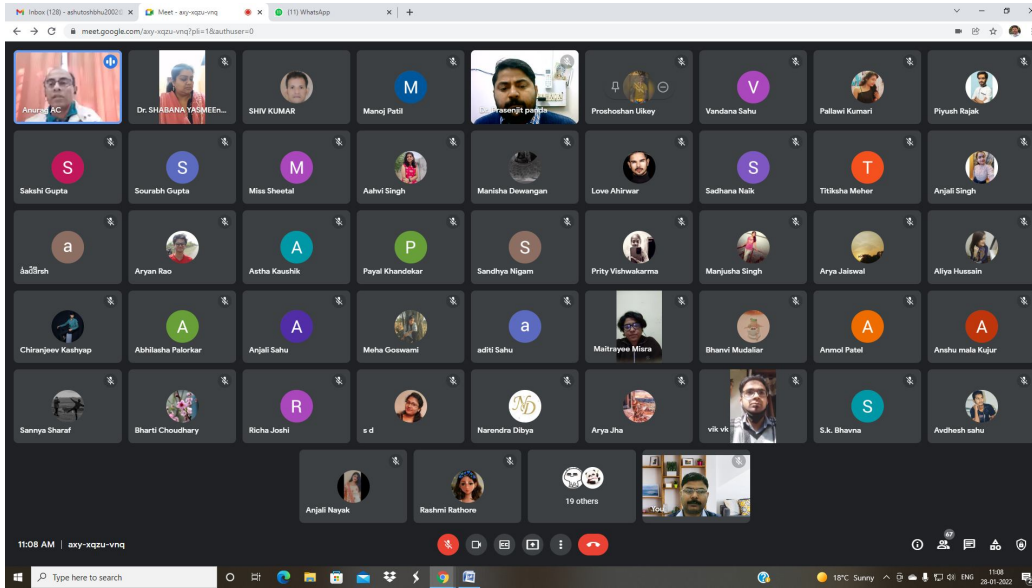 Inbox (128) - ashutoshbhu2002@
Meet - axy-xqzu-vnq
(11) WhatsApp
meet.google.com/axy-xqzu-vnq?pli=1&authuser=0
Anurag AC
Dr. SHABANA YASMEEn...
SHIV KUMAR
M
Manoj Patil
Dr. Prasenjit panda
Proshoshan Uikey
V
Vandana Sahu
Pallawi Kumari
Piyush Rajak
S
Sakshi Gupta
S
Sourabh Gupta
M
Miss Sheetal
Aahvi Singh
Manisha Dewangan
Love Ahirwar
S
Sadhana Naik
T
Titiksha Meher
Anjali Singh
a
Aryan Rao
A
Astha Kaushik
P
Payal Khandekar
S
Sandhya Nigam
Prity Vishwakarma
Manjusha Singh
Arya Jaiswal
Aliya Hussain
Chiranjeev Kashyap
A
Abhilasha Palorkar
A
Anjali Sahu
Meha Goswami
a
aditi Sahu
Maitrayee Misra
Bhanvi Mudaliar
A
Anmol Patel
A
Anshu mala Kujur
Sannya Sharaf
Bharti Choudhary
R
Richa Joshi
s d
ND
Narendra Dibya
Arya Jha
vik vk
S
S.k. Bhavna
Avdhesh sahu
Anjali Nayak
Rashmi Rathore
19 others
You
11:08 AM | axy-xqzu-vnq
67
Type here to search
18°C Sunny
ENG
11:08
28-01-2022